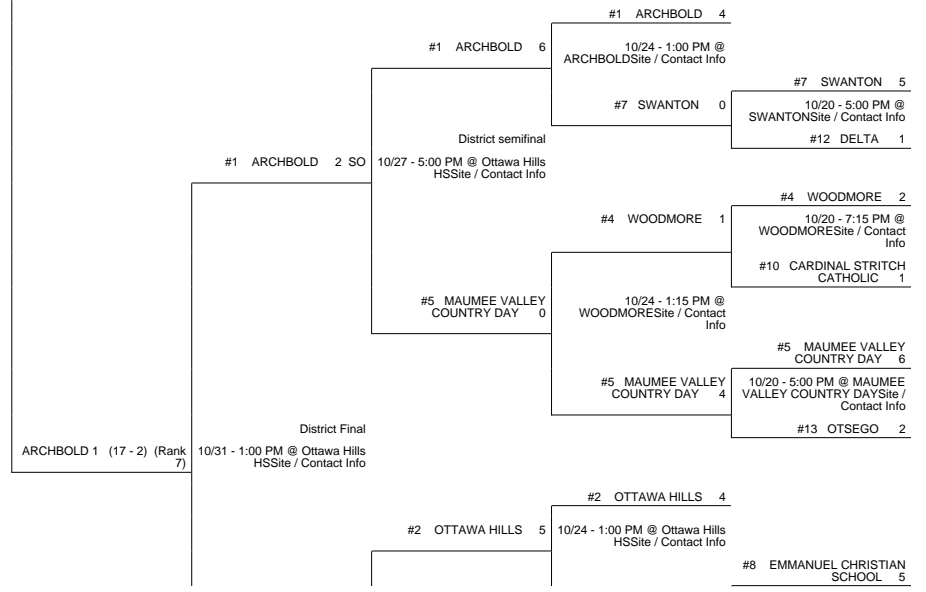 #1 ARCHBOLD 4
#1 ARCHBOLD 6
10/24 - 1:00 PM @
ARCHBOLDSite / Contact Info
#7 SWANTON 5
#7 SWANTON 0
10/20 - 5:00 PM @
SWANTONSite / Contact Info
#12 DELTA 1
District semifinal
#1 ARCHBOLD 2 SO
10/27 - 5:00 PM @ Ottawa Hills
HSSite / Contact Info
#4 WOODMORE 2
#4 WOODMORE 1
10/20 - 7:15 PM @
WOODMORESite / Contact
Info
#10 CARDINAL STRITCH
CATHOLIC 1
#5 MAUMEE VALLEY
COUNTRY DAY 0
10/24 - 1:15 PM @
WOODMORESite / Contact
Info
#5 MAUMEE VALLEY
COUNTRY DAY 6
#5 MAUMEE VALLEY
COUNTRY DAY 4
10/20 - 5:00 PM @ MAUMEE
VALLEY COUNTRY DAYSite /
Contact Info
#13 OTSEGO 2
District Final
ARCHBOLD 1 (17 - 2) (Rank
7)
10/31 - 1:00 PM @ Ottawa Hills
HSSite / Contact Info
#2 OTTAWA HILLS 4
#2 OTTAWA HILLS 5
10/24 - 1:00 PM @ Ottawa Hills
HSSite / Contact Info
#8 EMMANUEL CHRISTIAN
SCHOOL 5